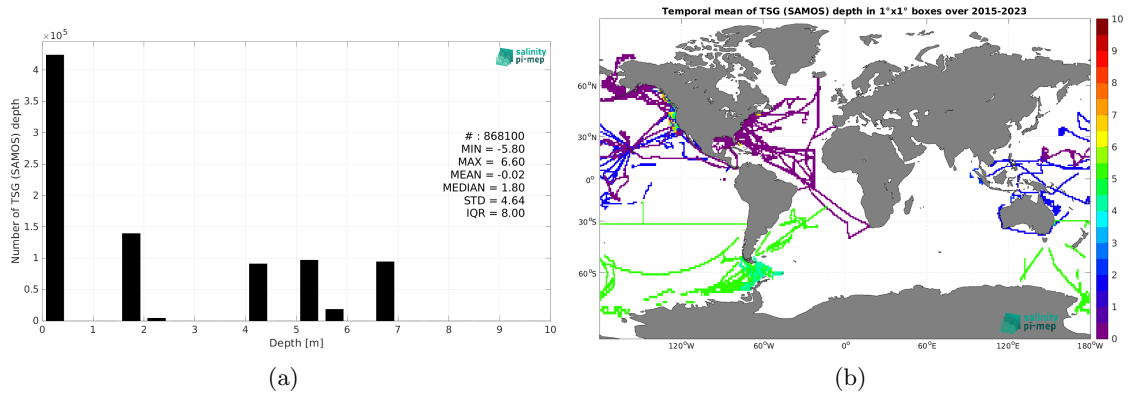 ×10⁵
4
3.5
3
2.5
2
1.5
1
0.5
0
Number of TSG (SAMOS) depth
salinity
pi-mep
# : 868100
MIN = -5.80
MAX = 6.60
MEAN = -0.02
MEDIAN = 1.80
STD = 4.64
IQR = 8.00
0 1 2 3 4 5 6 7 8 9 10
Depth [m]
(a)
Temporal mean of TSG (SAMOS) depth in 1°x1° boxes over 2015-2023
60°N
30°N
0°
30°S
60°S
120°W 60°W 0° 60°E 120°E 180°W
salinity
pi-mep
10
9
8
7
6
5
4
3
2
1
0
(b)